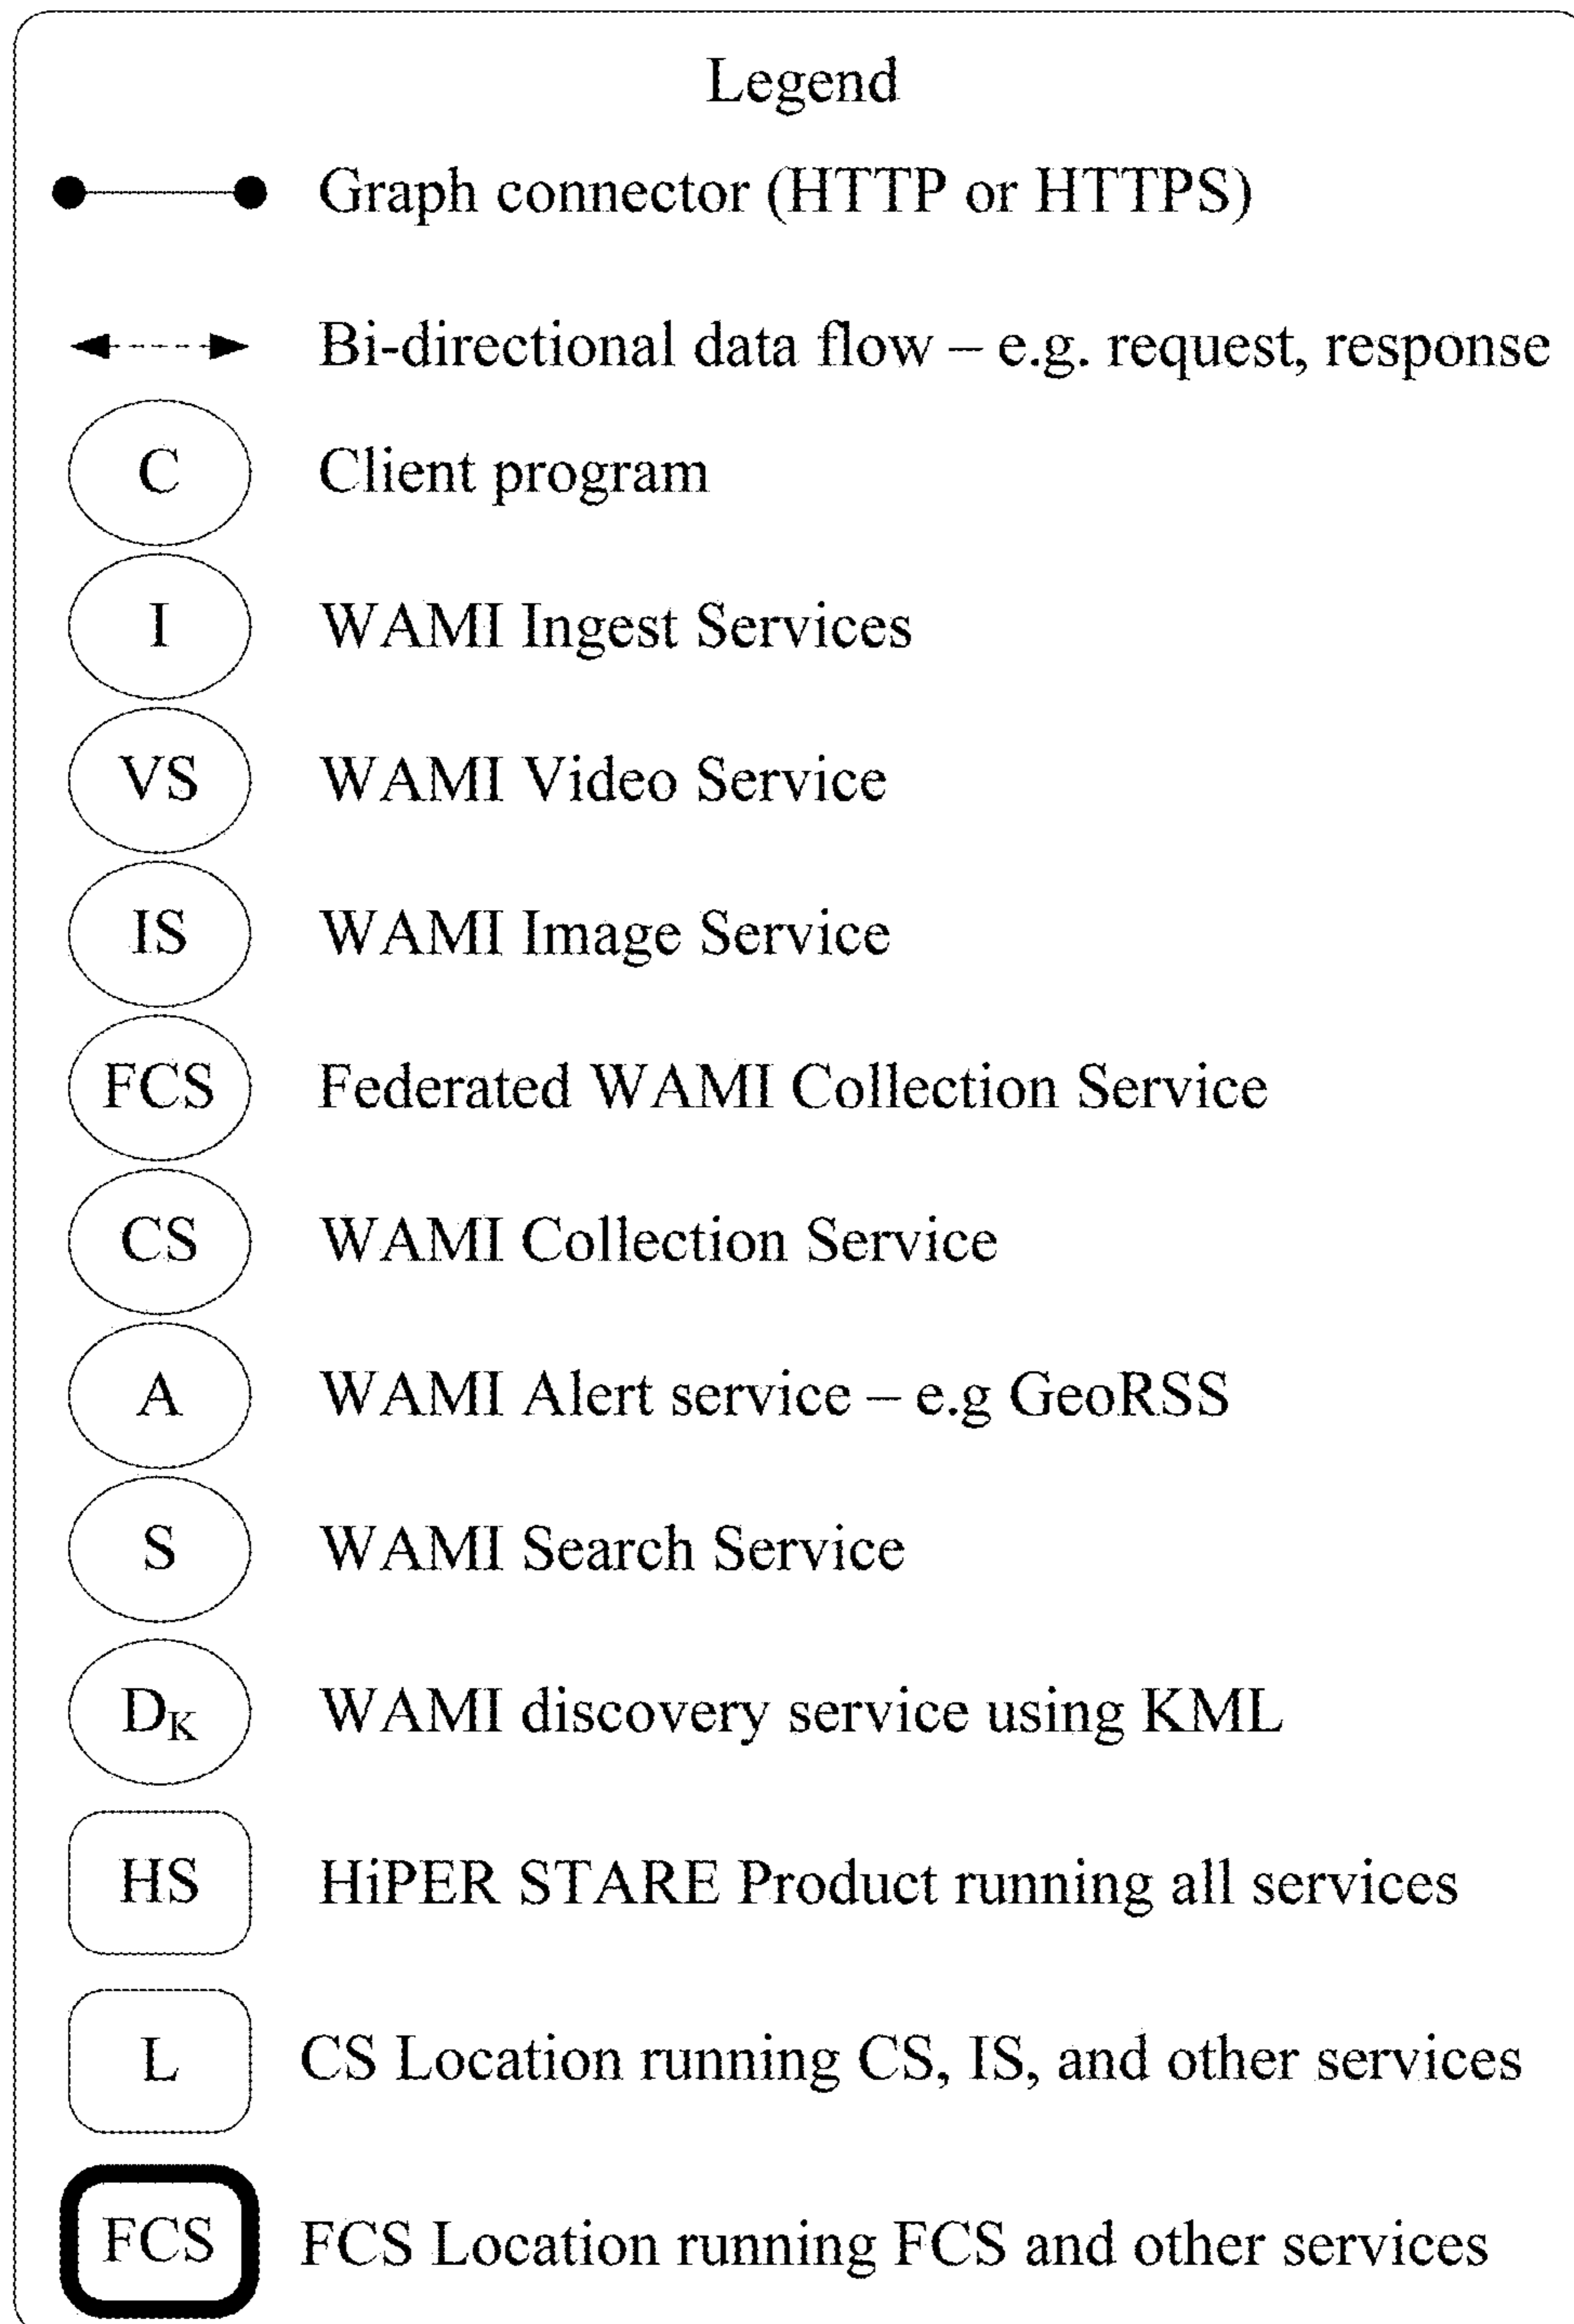 Legend
Graph connector (HTTP or HTTPS)
Bi-directional data flow – e.g. request, response
C Client program
I WAMI Ingest Services
VS WAMI Video Service
IS WAMI Image Service
FCS Federated WAMI Collection Service
CS WAMI Collection Service
A WAMI Alert service – e.g GeoRSS
S WAMI Search Service
DK WAMI discovery service using KML
HS HiPER STARE Product running all services
L CS Location running CS, IS, and other services
FCS FCS Location running FCS and other services